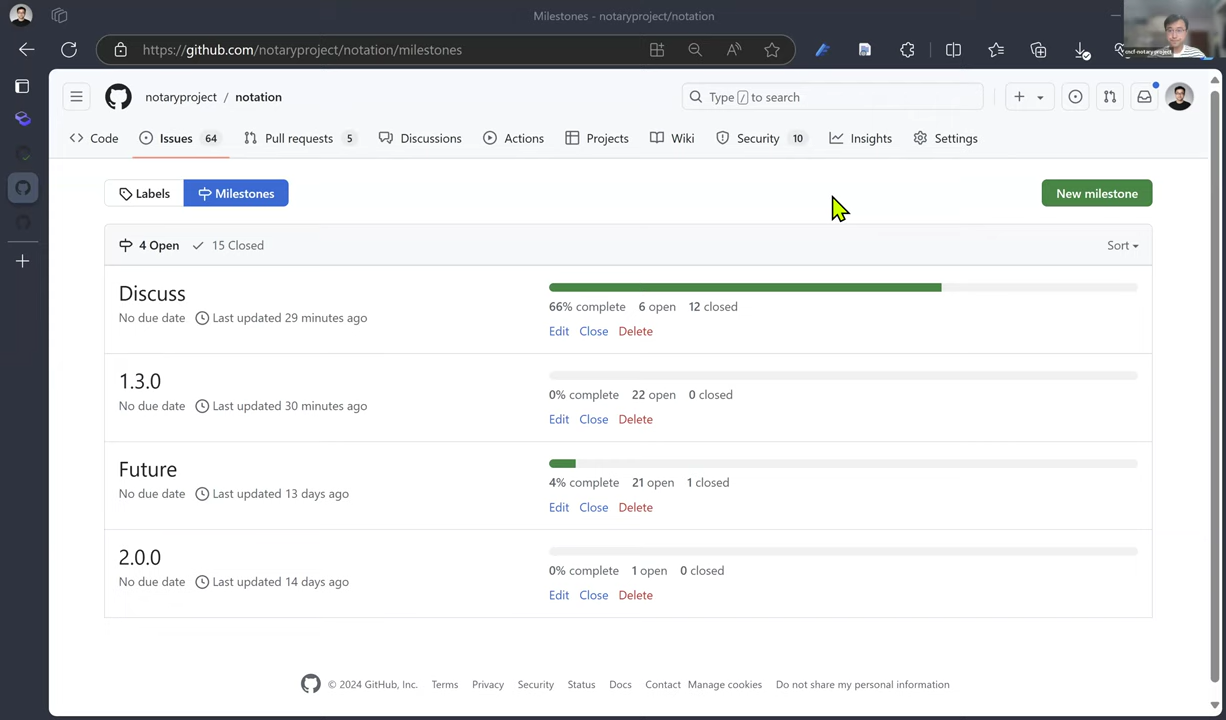 Milestones - notaryproject/notation
cncf-notaryproject
https://github.com/notaryproject/notation/milestones
notaryproject / notation
Type / to search
Code Issues 64 Pull requests 5 Discussions Actions Projects Wiki Security 10 Insights Settings
Labels Milestones New milestone
4 Open 15 Closed Sort
Discuss
66% complete 6 open 12 closed
No due date Last updated 29 minutes ago
Edit Close Delete
1.3.0
0% complete 22 open 0 closed
No due date Last updated 30 minutes ago
Edit Close Delete
Future
4% complete 21 open 1 closed
No due date Last updated 13 days ago
Edit Close Delete
2.0.0
0% complete 1 open 0 closed
No due date Last updated 14 days ago
Edit Close Delete
© 2024 GitHub, Inc. Terms Privacy Security Status Docs Contact Manage cookies Do not share my personal information